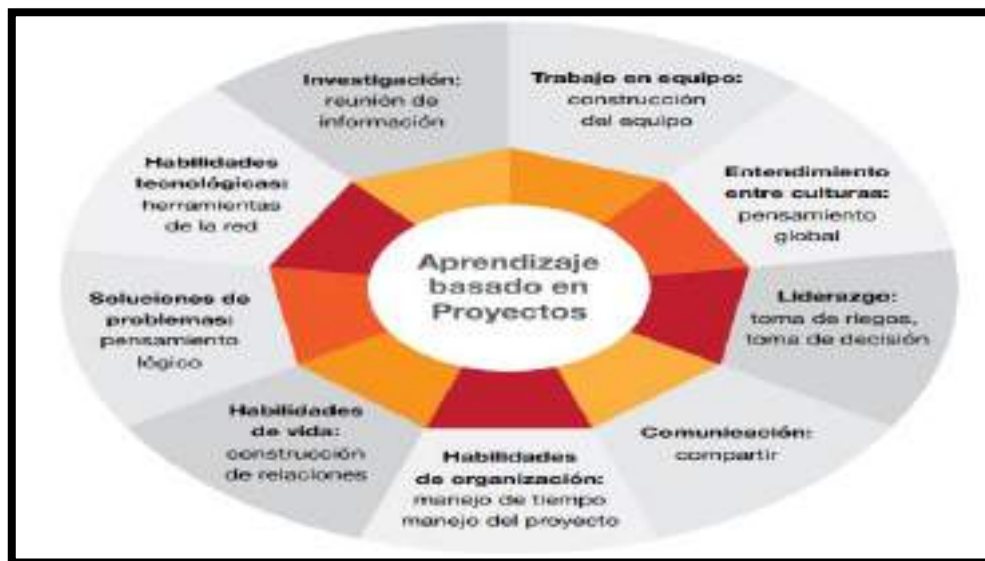 Investigación:
reunión de
información
Trabajo en equipo:
construcción
del equipo
Entendimiento
entre culturas:
pensamiento
global
Liderazgo:
toma de riegos,
toma de decisión
Comunicación:
compartir
Habilidades
de organización:
manejo de tiempo
manejo del proyecto
Habilidades
de vida:
construcción
de relaciones
Soluciones de
problemas:
pensamiento
lógico
Habilidades
tecnológicas:
herramientas
de la red
Aprendizaje
basado en
Proyectos